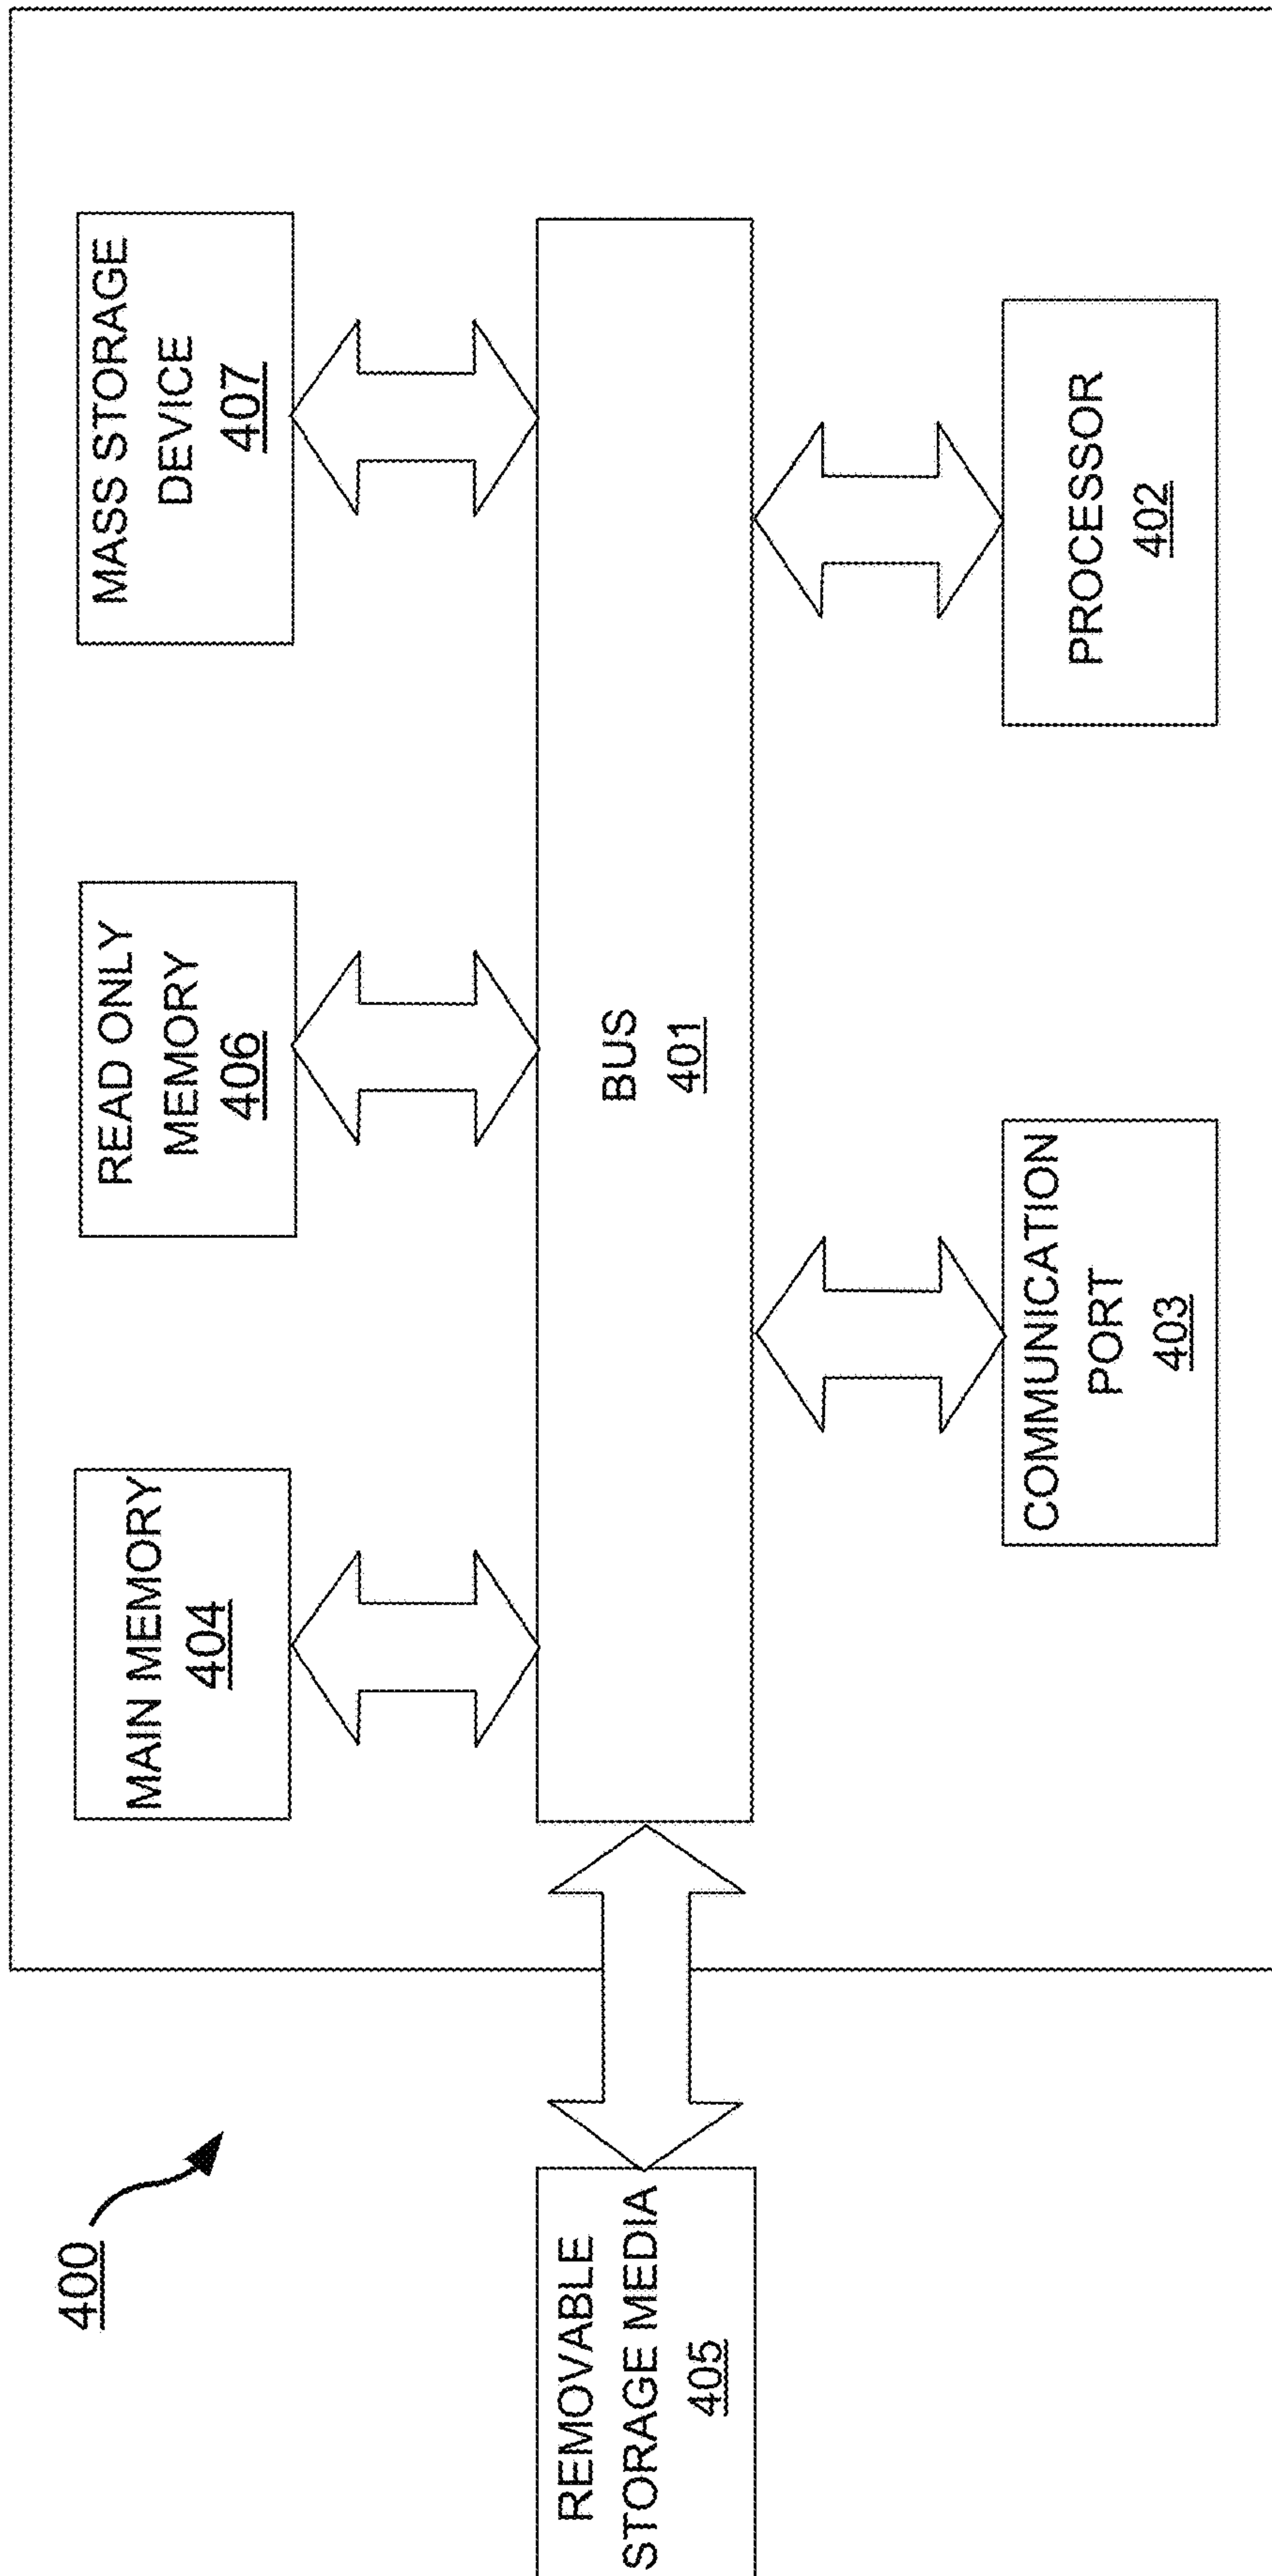 400
MAIN MEMORY
404
READ ONLY
MEMORY
406
MASS STORAGE
DEVICE
407
REMOVABLE
STORAGE MEDIA
405
BUS
401
COMMUNICATION
PORT
403
PROCESSOR
402